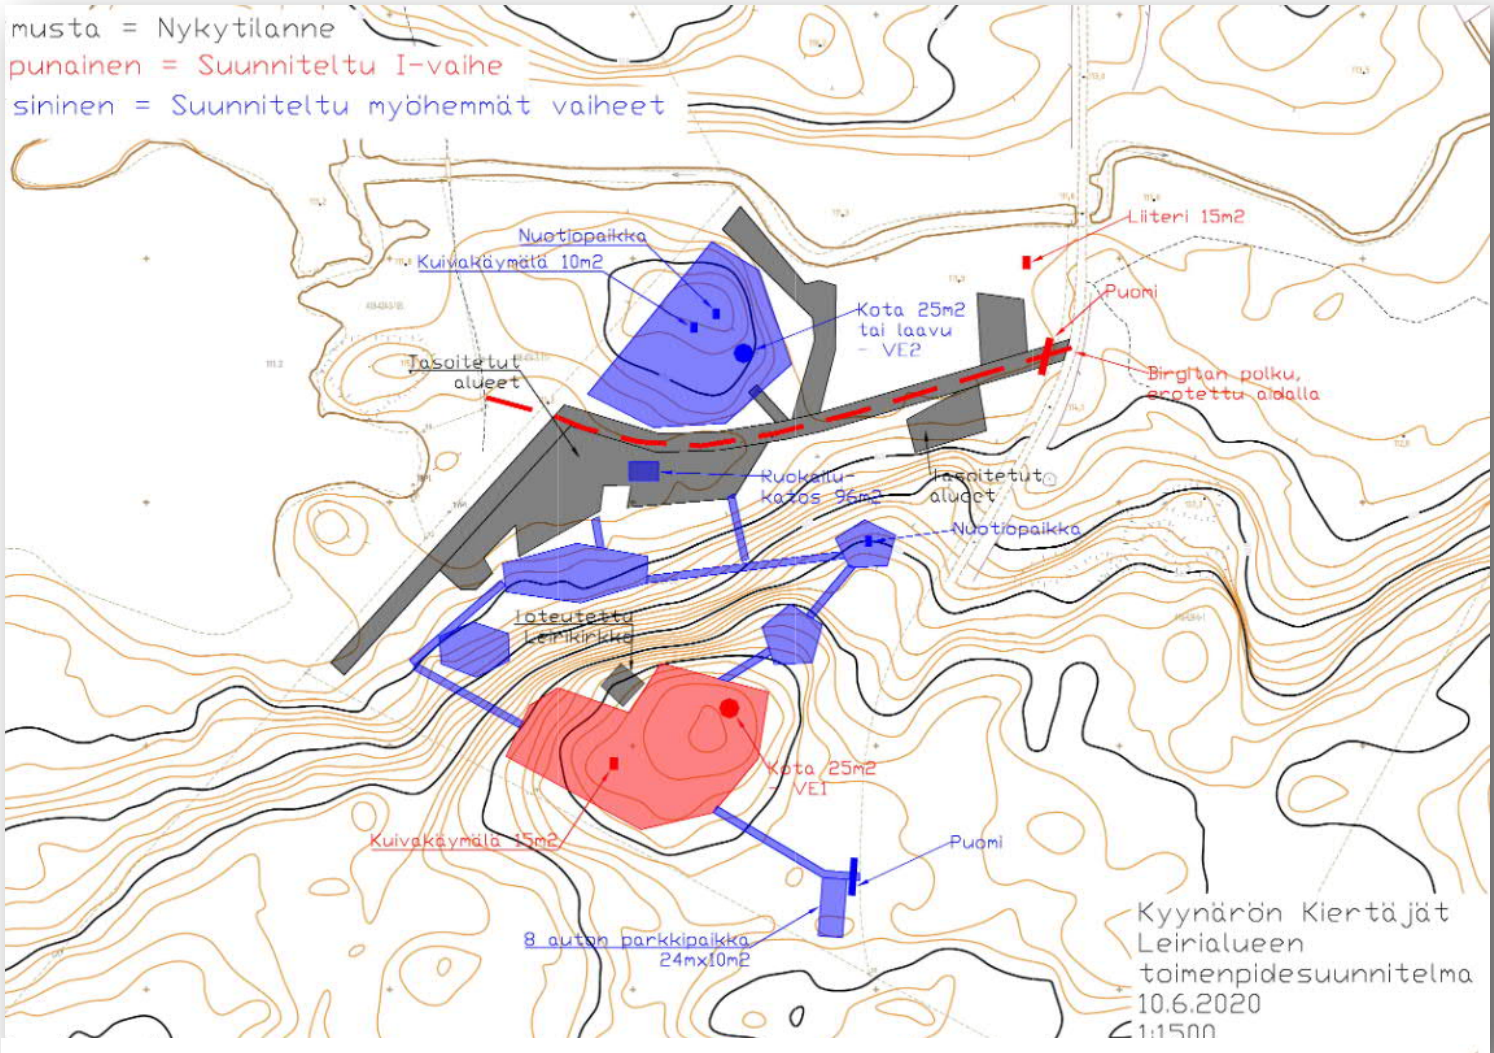 musta = Nykytilanne
punainen = Suunniteltu I-vaihe
sininen = Suunniteltu myöhemmät vaiheet
Liiteri 15m2
Nuotiopaikka
Kuivakäymälä 10m2
Puomi
Kota 25m2
tai laavu
- VE2
Tasoitetut
alueet
Birgitan polku,
erotettu aidalla
Ruokailu-
katos 96m2
Tasoitetut
alueet
Nuotiopaikka
Toteutettu
Leirikirkko
Kota 25m2
- VE1
Kuivakäymälä 15m2
Puomi
8 auton parkkipaikka
24mx10m2
Kyynärön Kiertäjät
Leirialueen
toimenpidesuunnitelma
10.6.2020
1:1500